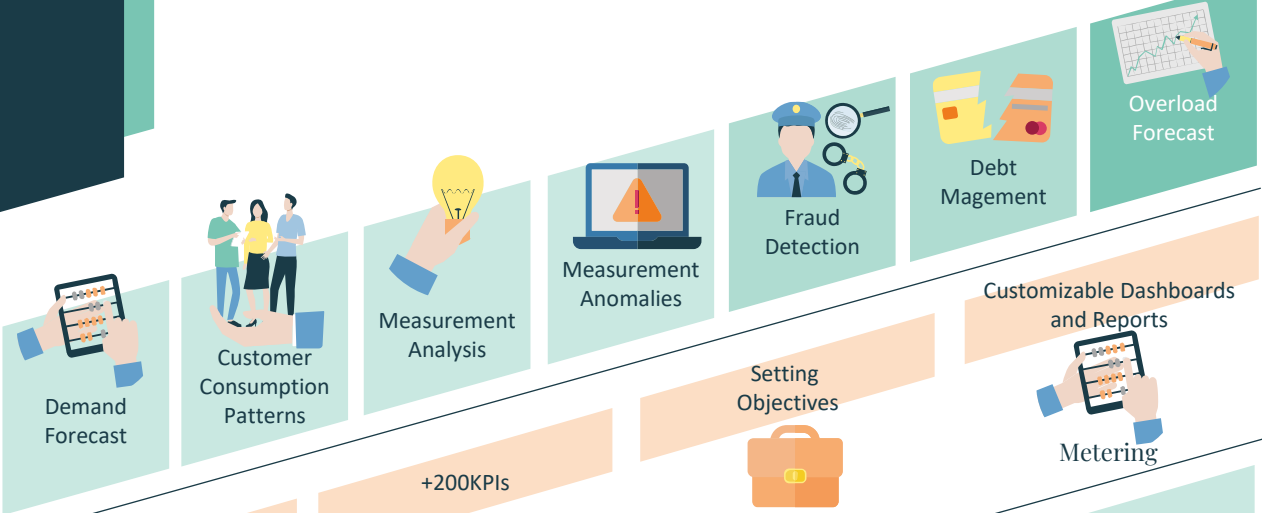 Demand
Forecast
Customer
Consumption
Patterns
Measurement
Analysis
Measurement
Anomalies
Fraud
Detection
Debt
Magement
Overload
Forecast
+200KPIs
Setting
Objectives
Customizable Dashboards
and Reports
Metering